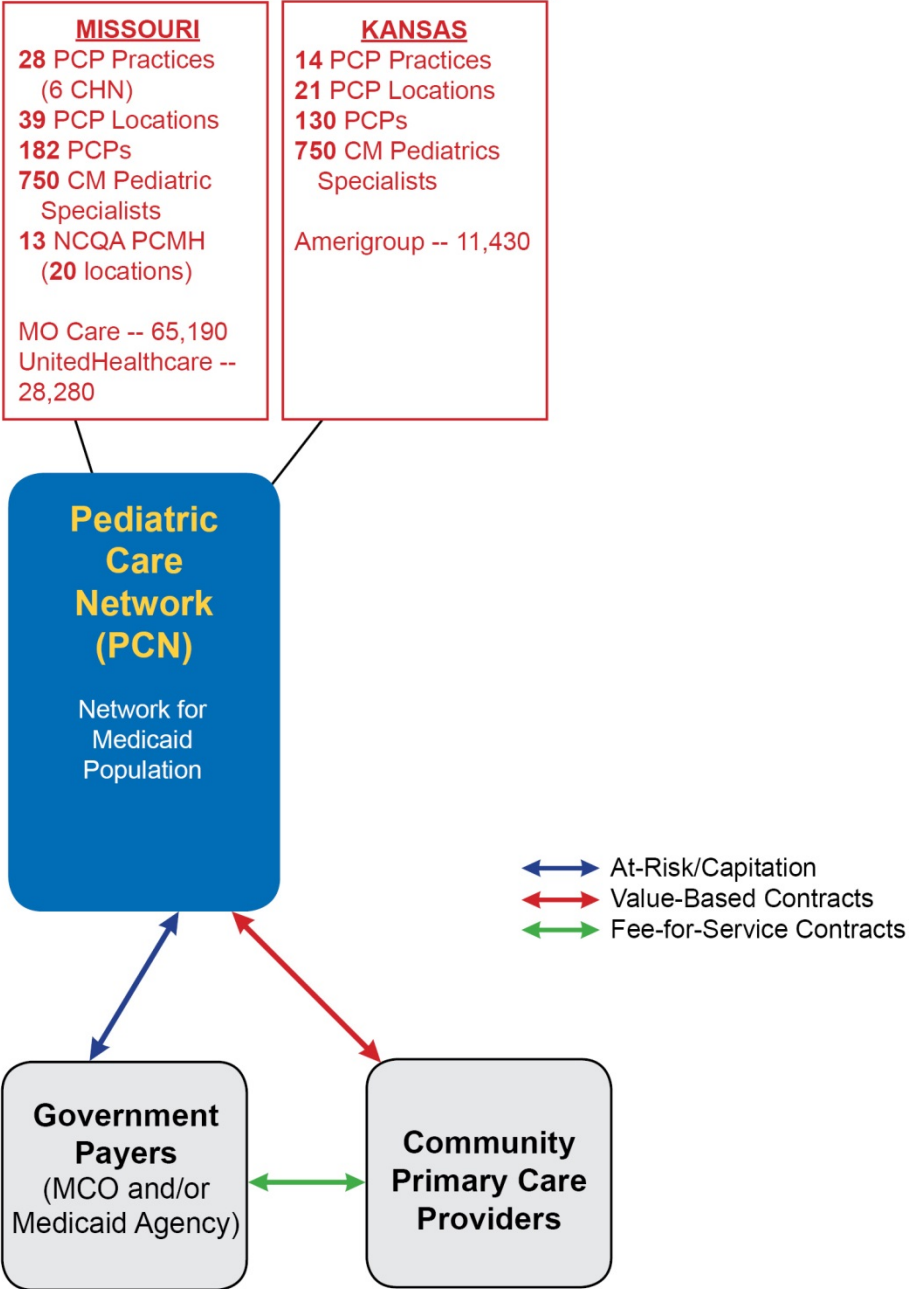 MISSOURI
28 PCP Practices
(6 CHN)
39 PCP Locations
182 PCPs
750 CM Pediatric
Specialists
13 NCQA PCMH
(20 locations)
MO Care -- 65,190
UnitedHealthcare --
28,280
KANSAS
14 PCP Practices
21 PCP Locations
130 PCPs
750 CM Pediatrics
Specialists
Amerigroup -- 11,430
Pediatric
Care
Network
(PCN)
Network for
Medicaid
Population
At-Risk/Capitation
Value-Based Contracts
Fee-for-Service Contracts
Government
Payers
(MCO and/or
Medicaid Agency)
Community
Primary Care
Providers